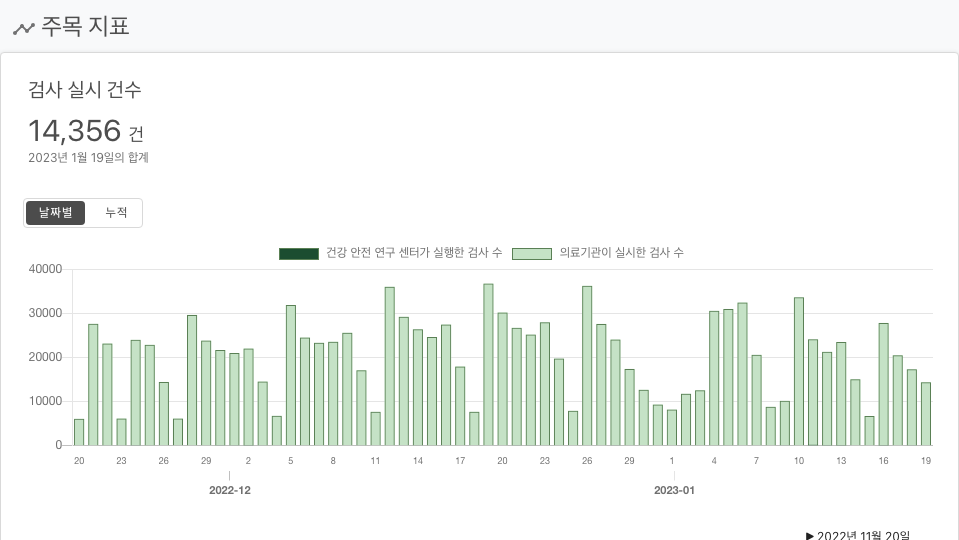 주목 지표
검사 실시 건수
14,356 건
2023년 1월 19일의 합계
날짜별 누적
건강 안전 연구 센터가 실행한 검사 수 의료기관이 실시한 검사 수
40000
30000
20000
10000
0
20 23 26 29 2 5 8 11 14 17 20 23 26 29 1 4 7 10 13 16 19
2022-12 2023-01
▶ 2022년 11월 20일